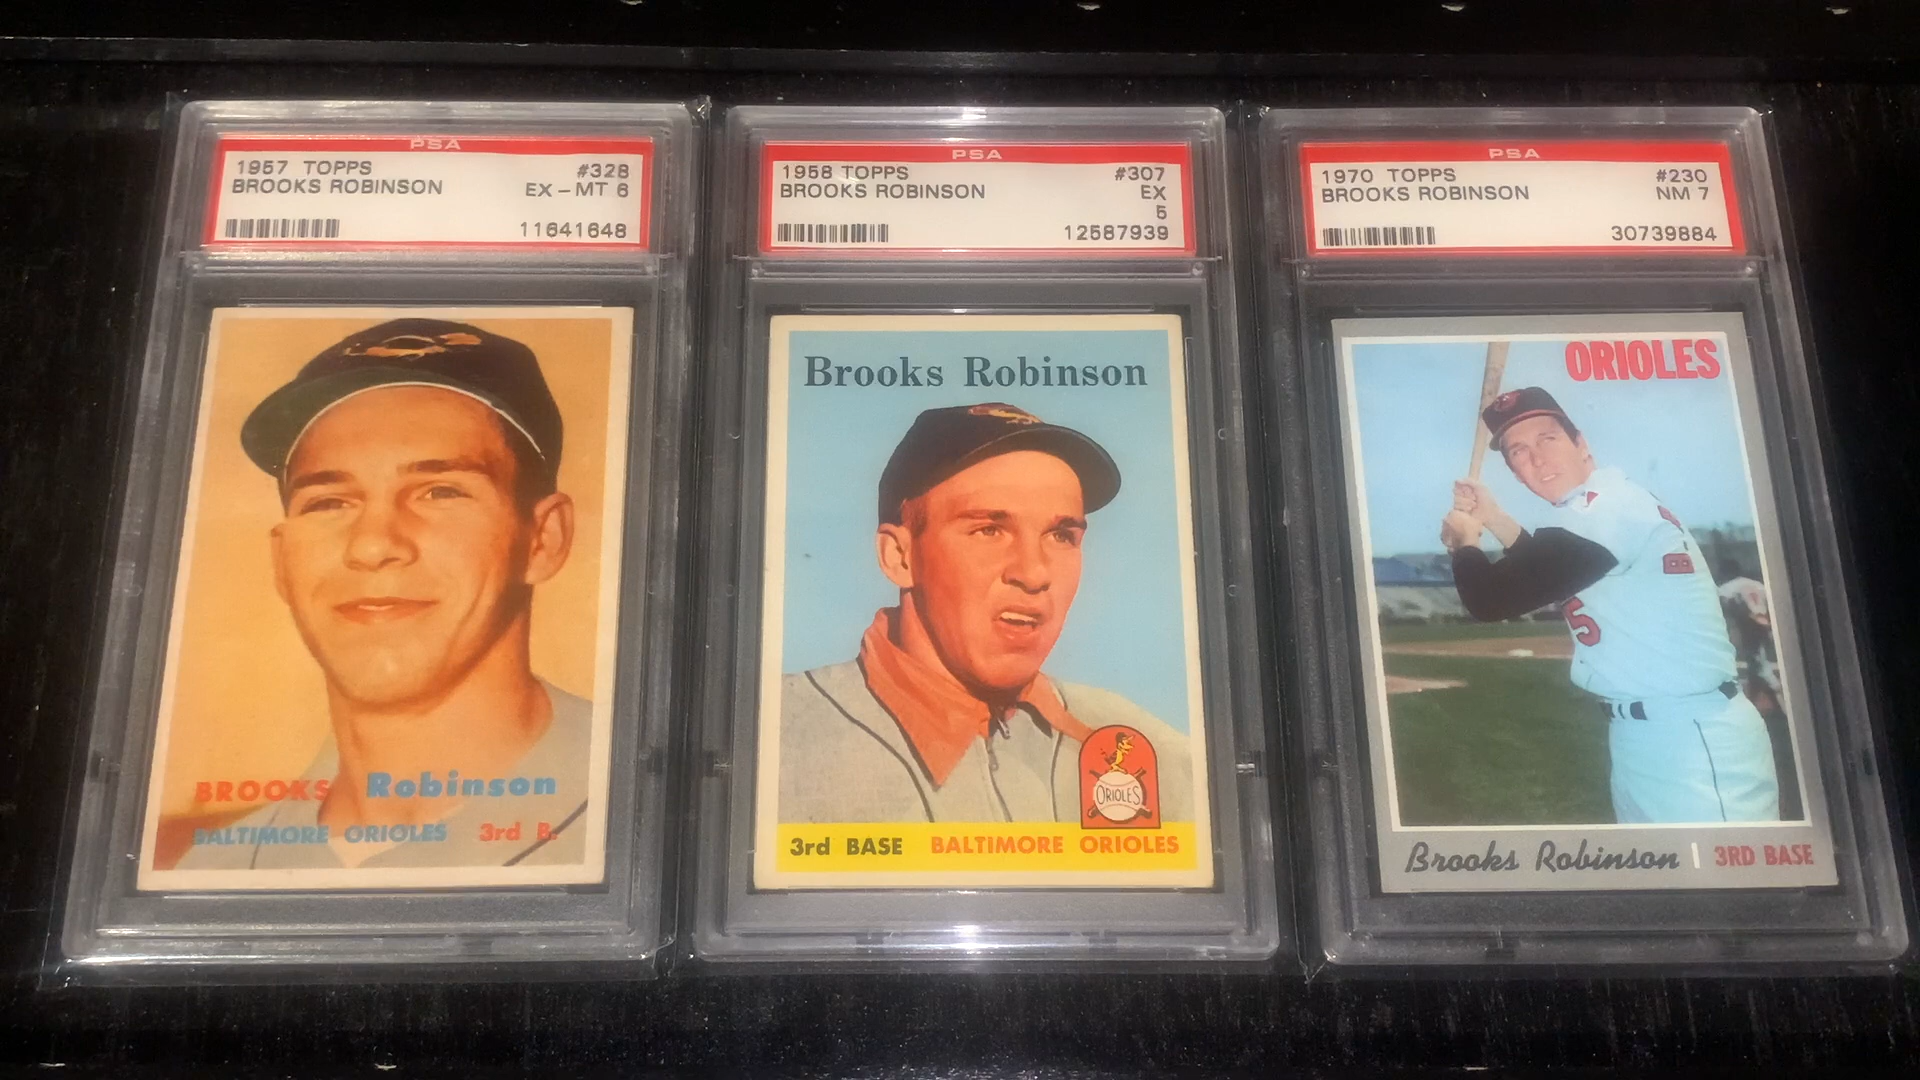 PSA
1957 TOPPS #328
BROOKS ROBINSON EX-MT 6
11641648
BROOKS Robinson
BALTIMORE ORIOLES 3rd B.
PSA
1958 TOPPS #307
BROOKS ROBINSON EX
5
12587939
Brooks Robinson
ORIOLES
3rd BASE BALTIMORE ORIOLES
PSA
1970 TOPPS #230
BROOKS ROBINSON NM 7
30739884
ORIOLES
5
Brooks Robinson | 3RD BASE